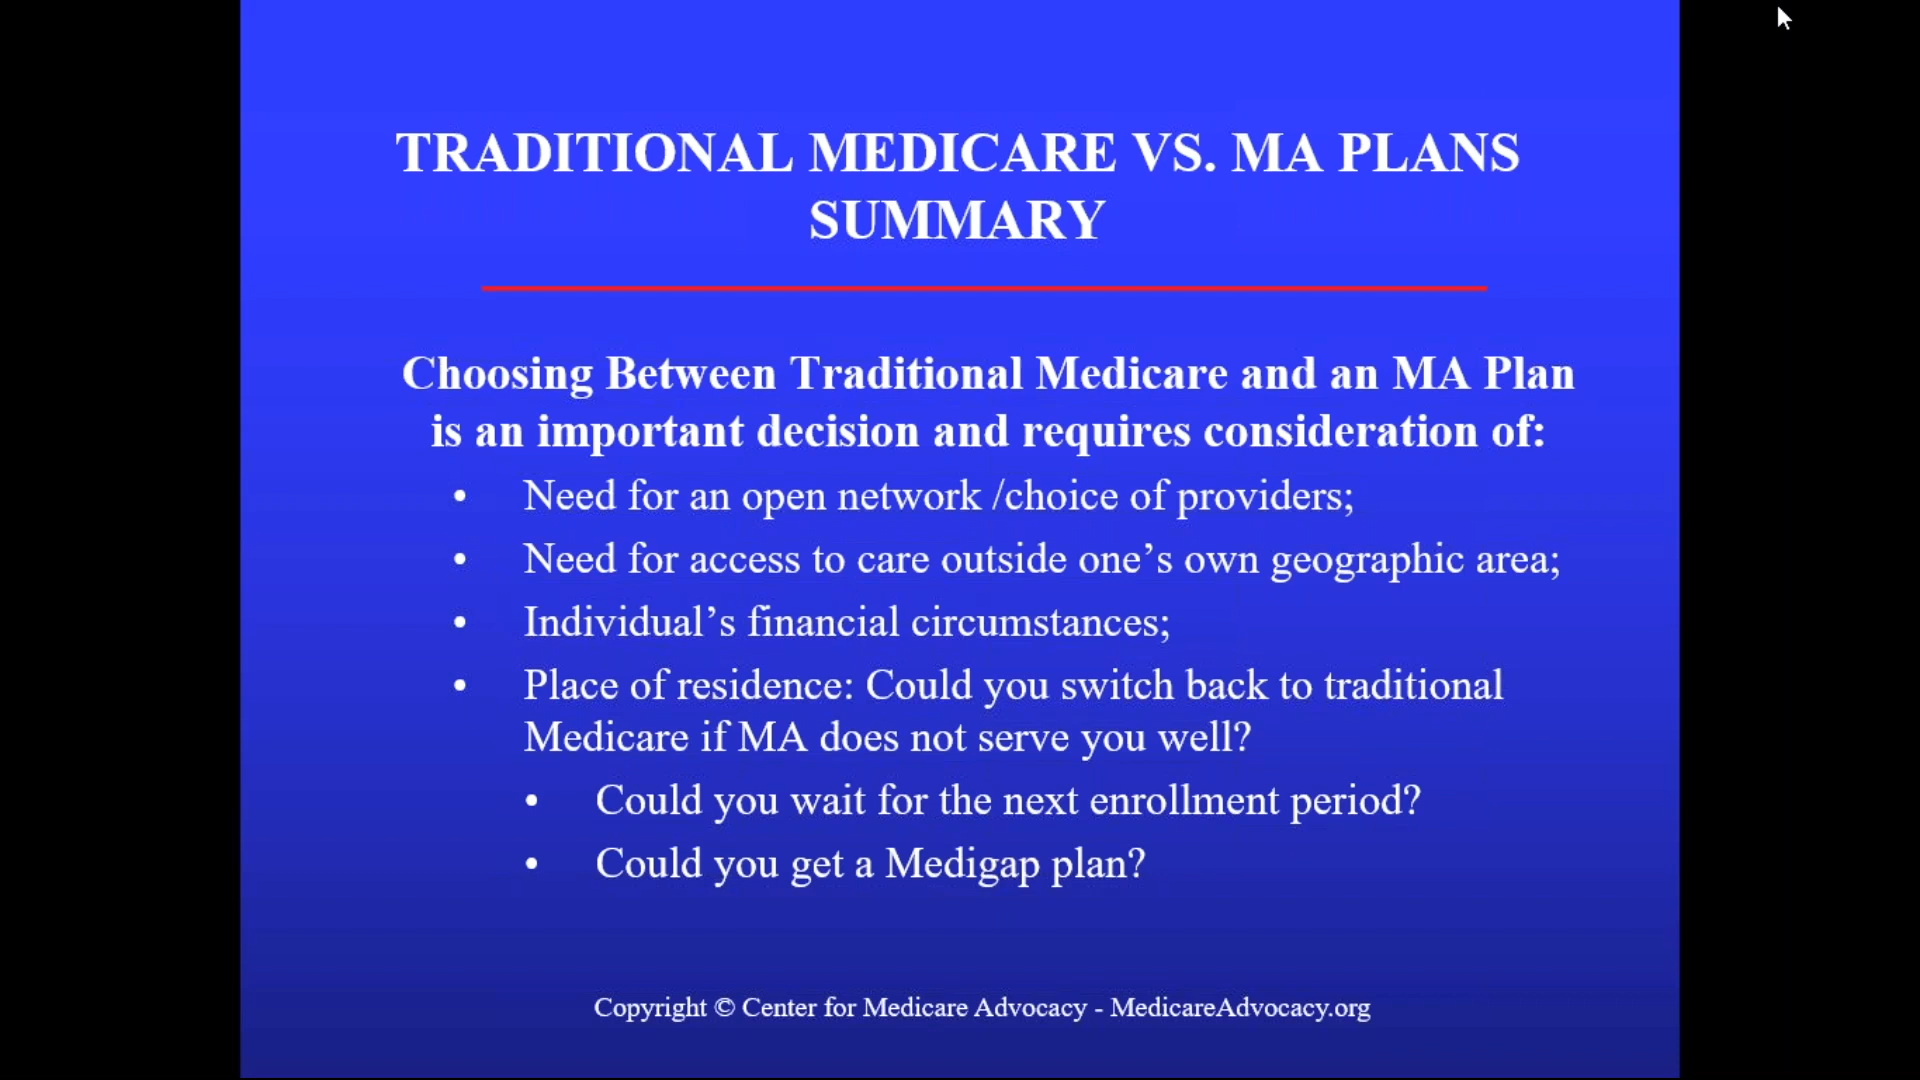 TRADITIONAL MEDICARE VS. MA PLANS
SUMMARY
Choosing Between Traditional Medicare and an MA Plan
is an important decision and requires consideration of:
• Need for an open network /choice of providers;
• Need for access to care outside one’s own geographic area;
• Individual’s financial circumstances;
• Place of residence: Could you switch back to traditional
Medicare if MA does not serve you well?
• Could you wait for the next enrollment period?
• Could you get a Medigap plan?
Copyright © Center for Medicare Advocacy - MedicareAdvocacy.org